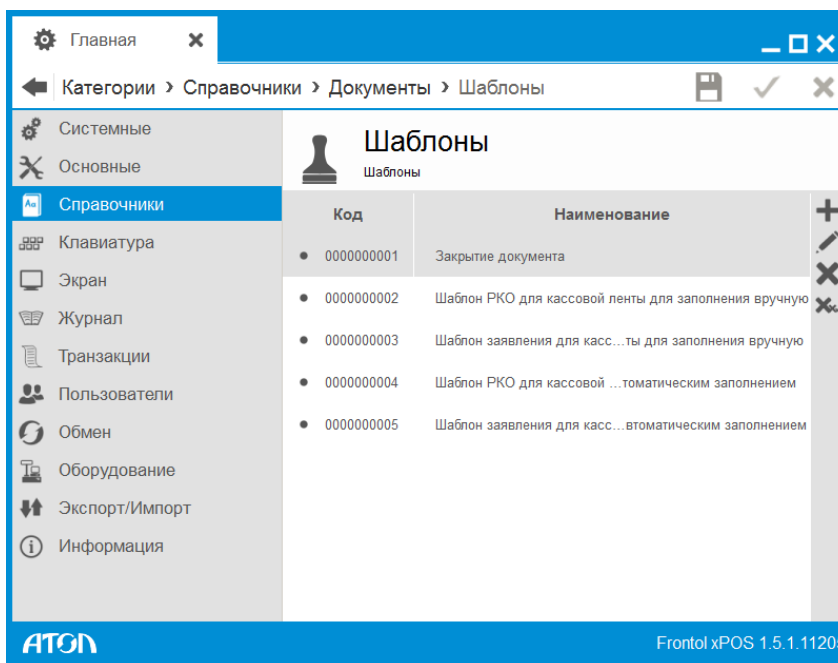 Главная
Категории › Справочники › Документы › Шаблоны
Системные
Основные
Справочники
Клавиатура
Экран
Журнал
Транзакции
Пользователи
Обмен
Оборудование
Экспорт/Импорт
Информация
Шаблоны
Шаблоны
Код Наименование
0000000001 Закрытие документа
0000000002 Шаблон РКО для кассовой ленты для заполнения вручную
0000000003 Шаблон заявления для касс...ты для заполнения вручную
0000000004 Шаблон РКО для кассовой ...томатическим заполнением
0000000005 Шаблон заявления для касс...втоматическим заполнением
ATOL Frontol xPOS 1.5.1.1120